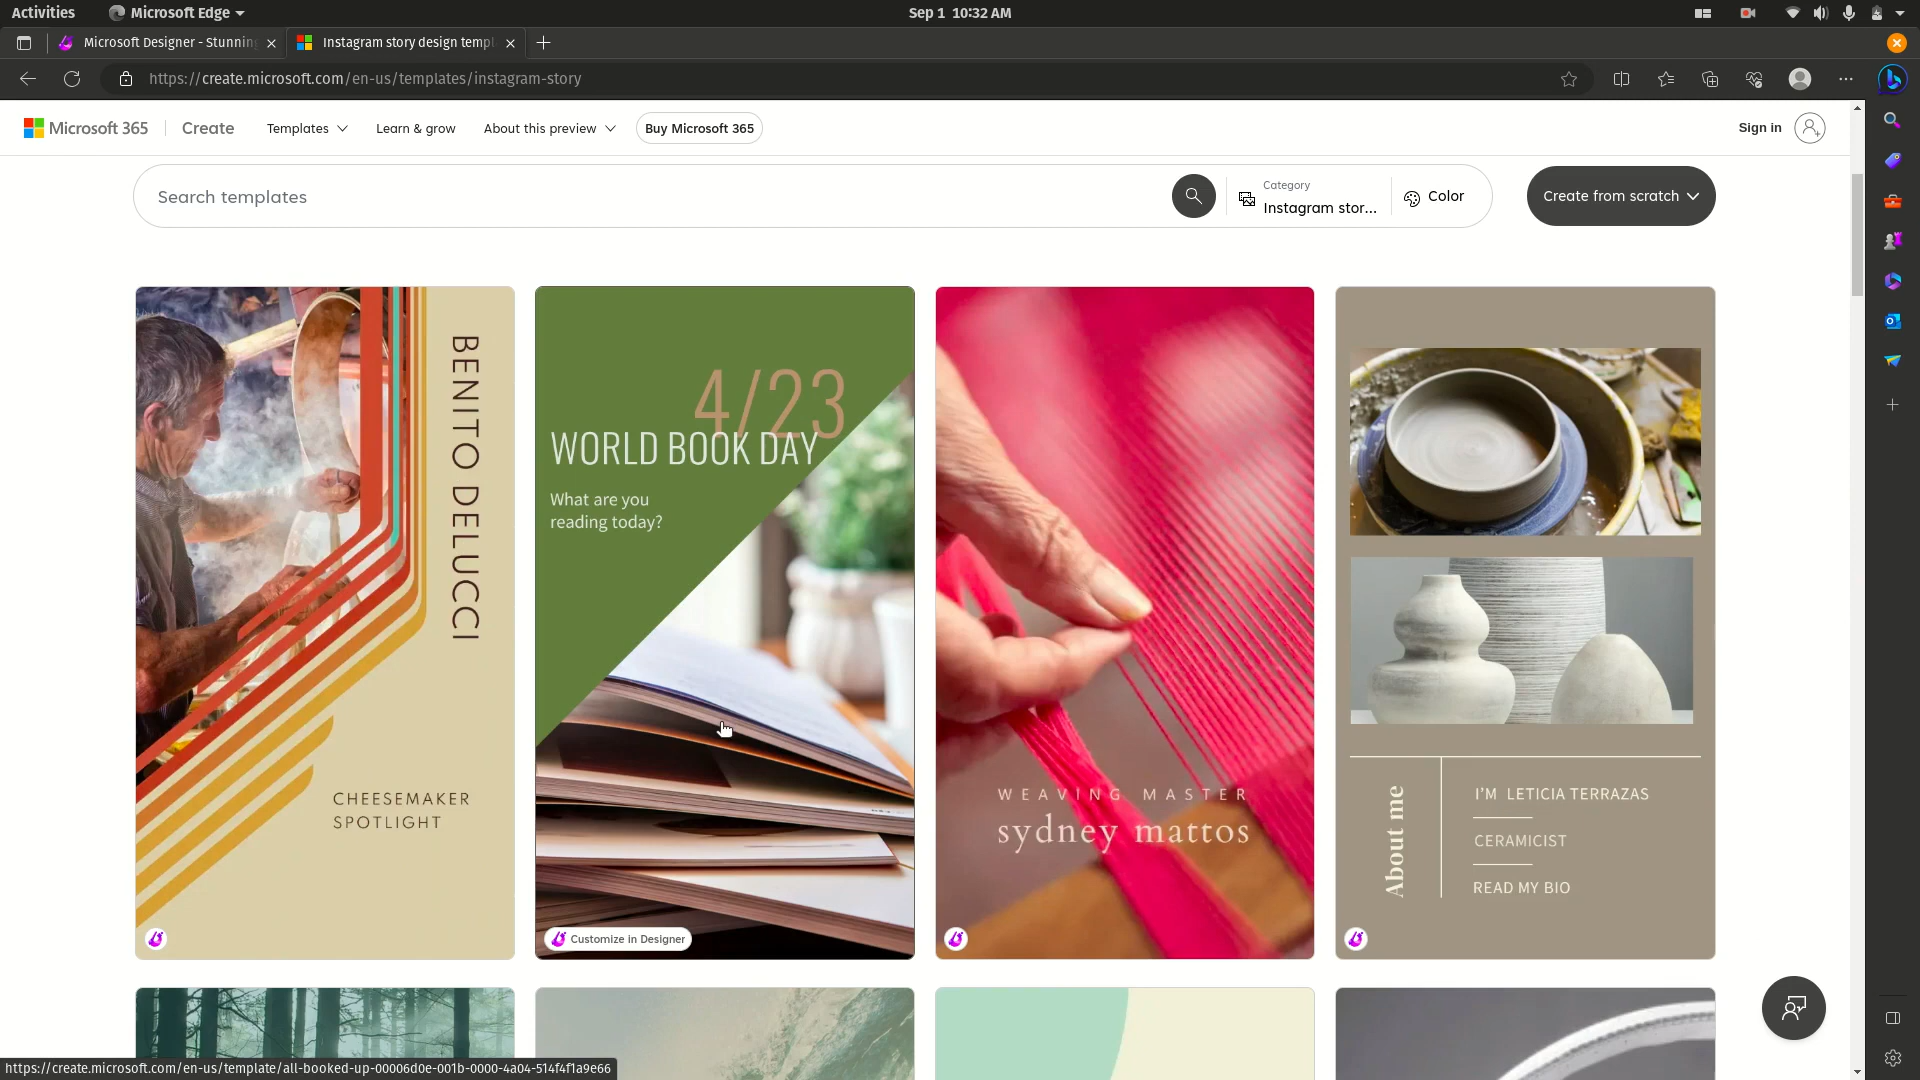 Activities
Microsoft Edge
Sep 1 10:32 AM
Microsoft Designer - Stunning
Instagram story design templ
https://create.microsoft.com/en-us/templates/instagram-story
Microsoft 365
Create
Templates
Learn & grow
About this preview
Buy Microsoft 365
Sign in
Search templates
Category
Instagram stor...
Color
Create from scratch
BENITO DELUCCI
CHEESEMAKER
SPOTLIGHT
4/23
WORLD BOOK DAY
What are you
reading today?
Customize in Designer
WEAVING MASTER
sydney mattos
About me
I'M LETICIA TERRAZAS
CERAMICIST
READ MY BIO
https://create.microsoft.com/en-us/template/all-booked-up-00006d0e-001b-0000-4a04-514f4f1a9e66